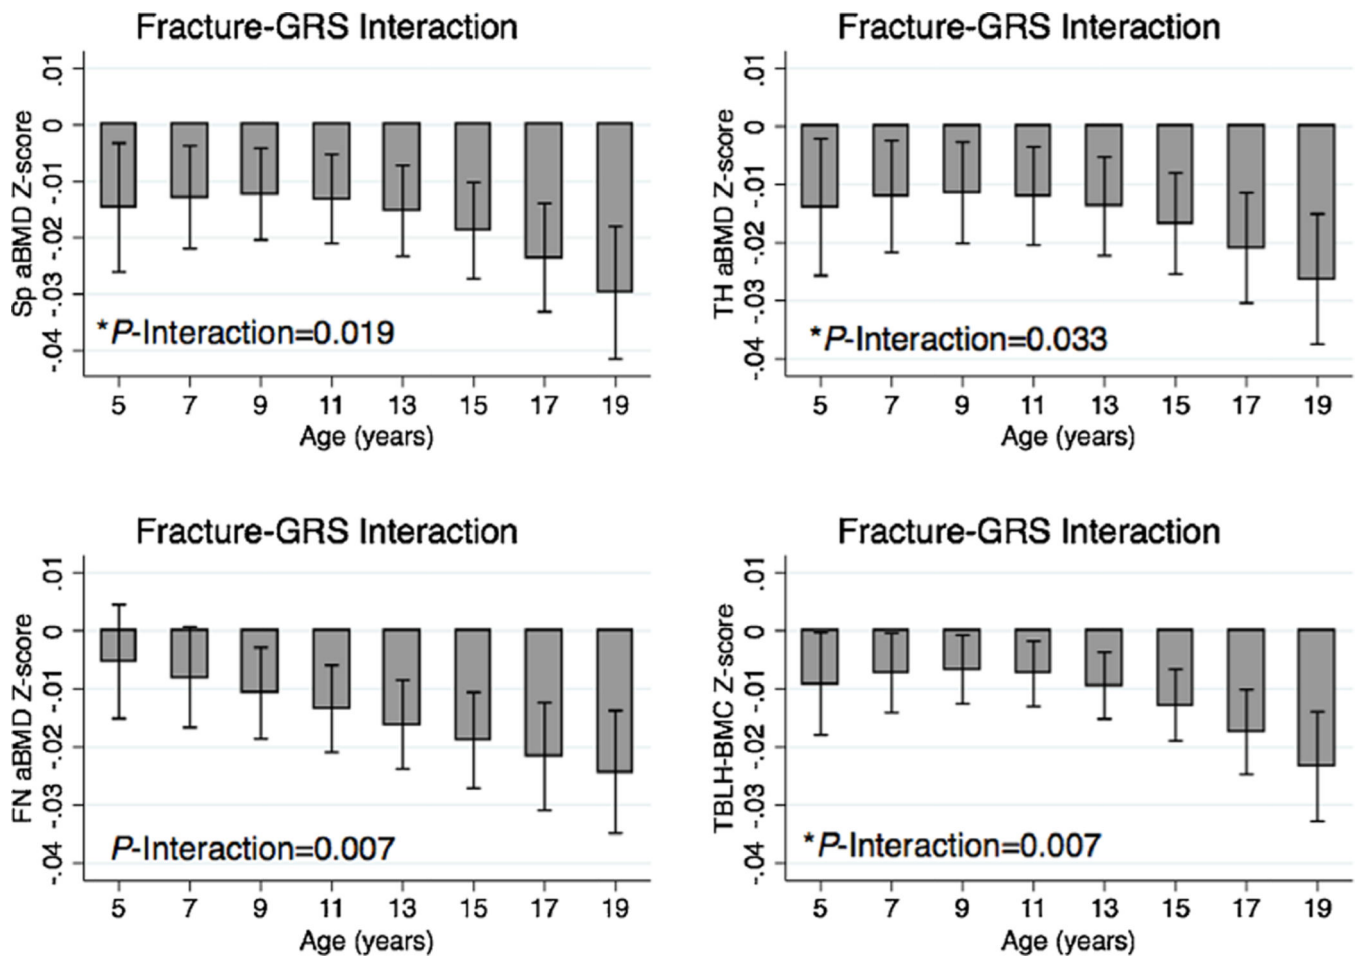 Fracture-GRS Interaction
Sp aBMD Z-score
.01
0
-.01
-.02
-.03
-.04
*P-Interaction=0.019
5 7 9 11 13 15 17 19
Age (years)
Fracture-GRS Interaction
TH aBMD Z-score
.01
0
-.01
-.02
-.03
-.04
*P-Interaction=0.033
5 7 9 11 13 15 17 19
Age (years)
Fracture-GRS Interaction
FN aBMD Z-score
.01
0
-.01
-.02
-.03
-.04
P-Interaction=0.007
5 7 9 11 13 15 17 19
Age (years)
Fracture-GRS Interaction
TBLH-BMC Z-score
.01
0
-.01
-.02
-.03
-.04
*P-Interaction=0.007
5 7 9 11 13 15 17 19
Age (years)